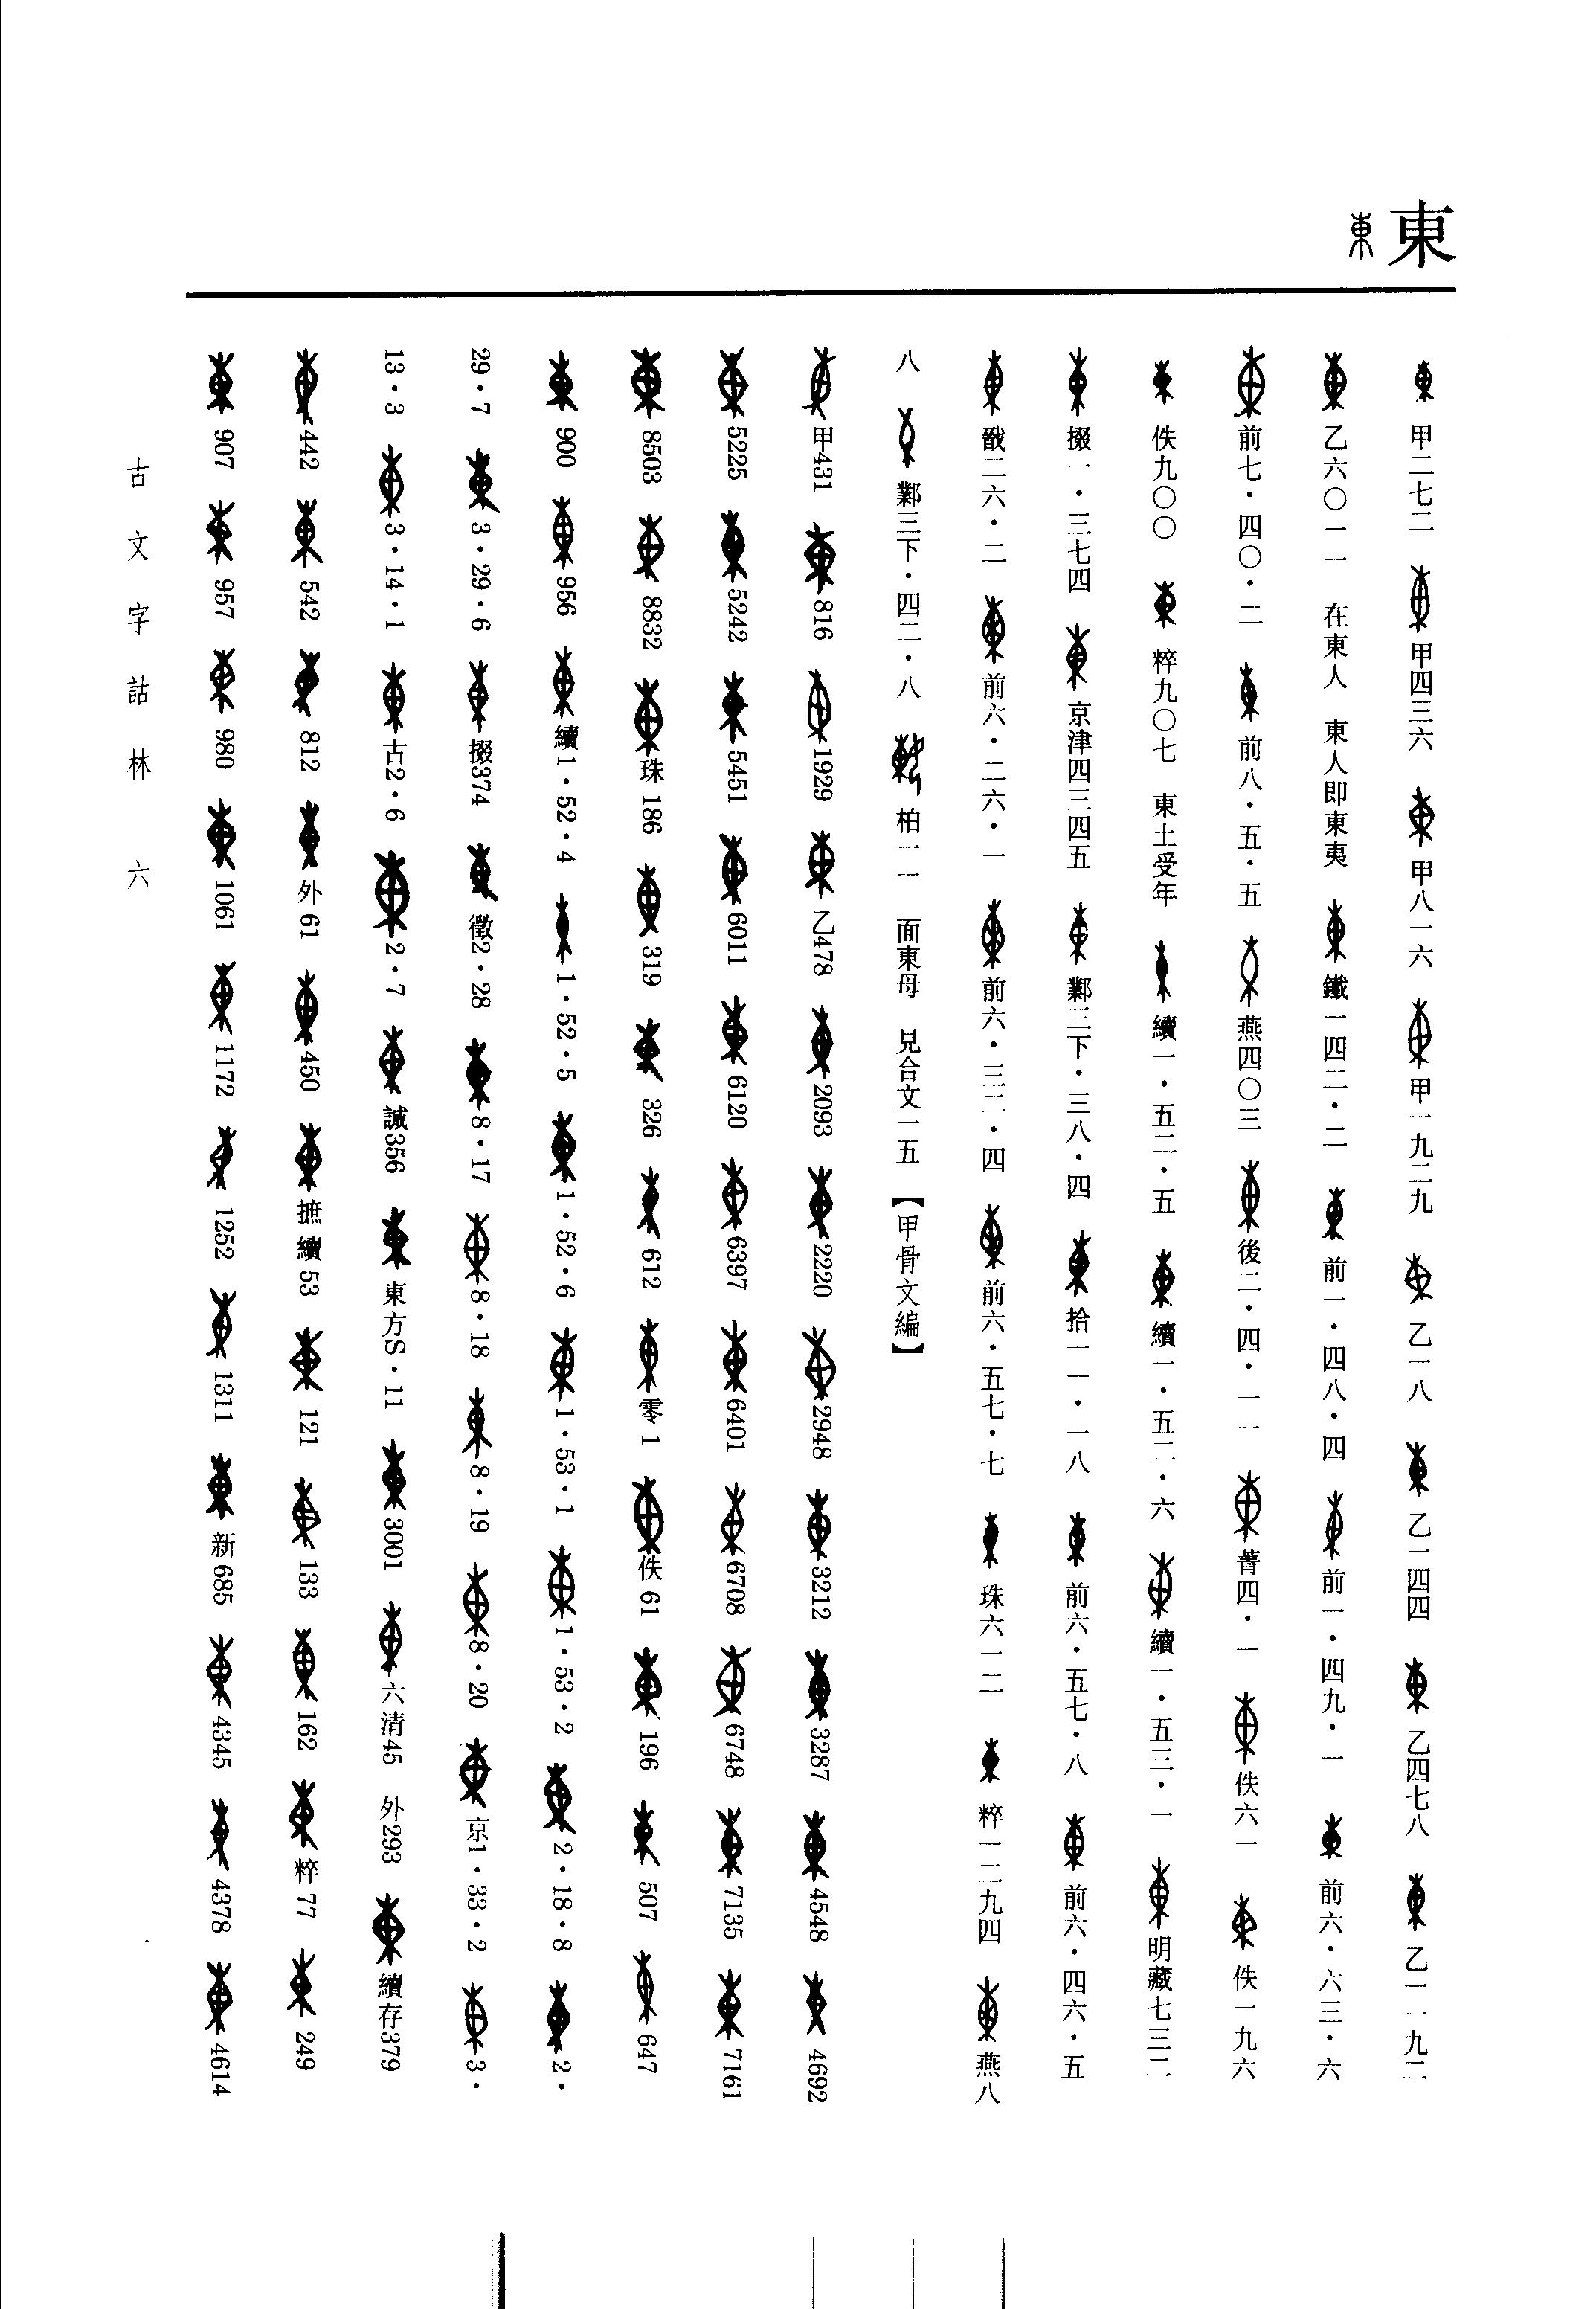 東 東
甲二七二 甲四三六 甲八一六 甲一九二九 乙一八 乙一四四 乙四七八 乙一一九二
乙六〇一一 在東人 東人即東夷 鐵一四二·二 前一·四八·四 前一·四九·一 前六·六三·六
前七·四〇·二 前八·五·五 燕四〇三 後二·四·一一 菁四·一 佚六一 佚一九六
佚九〇〇 粹九〇七 東土受年 續一·五二·五 續一·五二·六 續一·五三·一 明藏七三二
掇一·三七四 京津四三四五 鄴三下·三八·四 拾一一·一八 前六·五七·八 前六·四六·五
戩二六·二 前六·二六·一 前六·三二·四 前六·五七·七 珠六一二 粹一二九四 燕八
八 鄴三下·四二·八 柏二一 面東母 見合文一五 【甲骨文編】
甲431 816 1929 乙478 2093 2220 2948 3212 3287 4548 4692
5225 5242 5451 6011 6120 6397 6401 6708 6748 7135 7161
8503 8832 珠186 319 326 612 零1 佚61 196 507 647
900 956 續1·52·4 1·52·5 1·52·6 1·53·1 1·53·2 2·18·8 2·
29·7 3·29·6 掇374 徵2·28 8·17 8·18 8·19 8·20 京1·33·2 3·
13·3 3·14·1 古2·6 2·7 誠356 東方S·11 3001 六清45 外293 續存379
442 542 812 外61 450 摭續53 121 133 162 粹77 249
907 957 980 1061 1172 1252 1311 新685 4345 4378 4614
古文字詁林 六